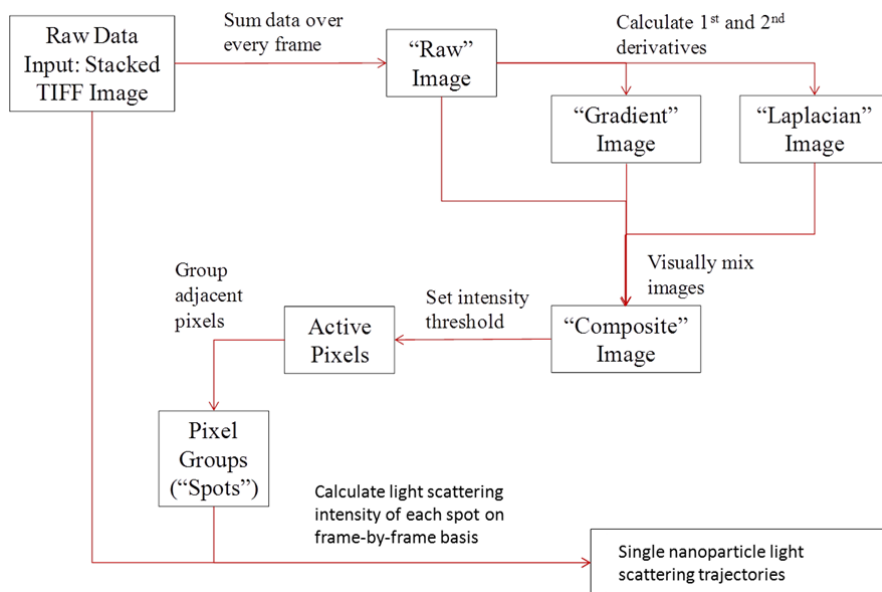 Raw Data
Input: Stacked
TIFF Image
Sum data over
every frame
“Raw”
Image
Calculate 1st and 2nd
derivatives
“Gradient”
Image
“Laplacian”
Image
Visually mix
images
“Composite”
Image
Set intensity
threshold
Active
Pixels
Group
adjacent
pixels
Pixel
Groups
(“Spots”)
Calculate light scattering
intensity of each spot on
frame-by-frame basis
Single nanoparticle light
scattering trajectories